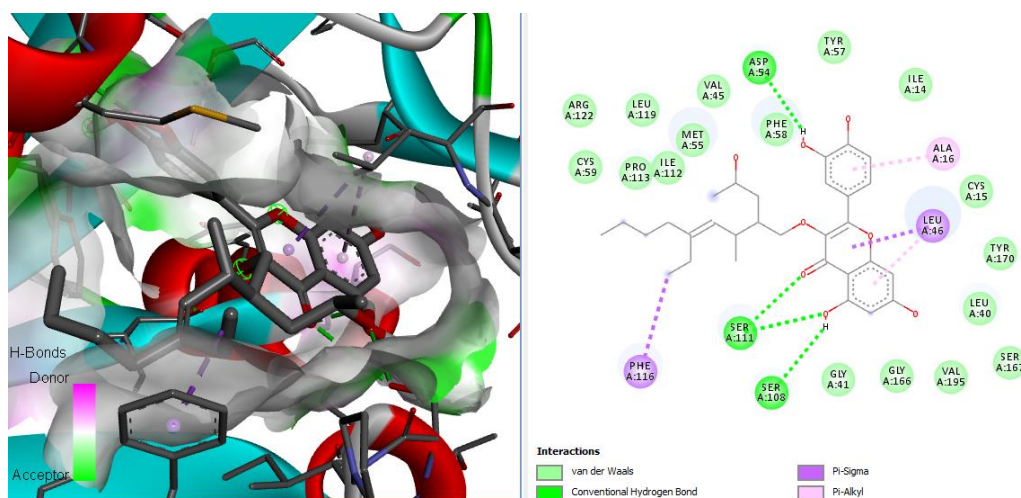 H-Bonds
Donor
Acceptor
TYR
A:57
ASP
A:54
VAL
A:45
ILE
A:14
ARG
A:122
LEU
A:119
MET
A:55
PHE
A:58
ALA
A:16
CYS
A:59
PRO
A:113
ILE
A:112
CYS
A:15
LEU
A:46
TYR
A:170
LEU
A:40
SER
A:111
PHE
A:116
SER
A:108
GLY
A:41
GLY
A:166
VAL
A:195
SER
A:167
H
O
O
O
O
O
O
O
O
H
Interactions
van der Waals
Conventional Hydrogen Bond
Pi-Sigma
Pi-Alkyl